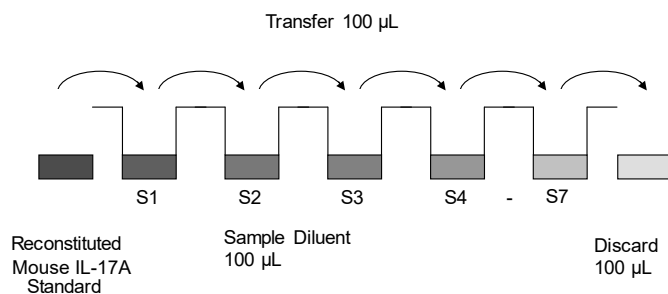 Transfer 100 µL
S1 S2 S3 S4 - S7
Reconstituted
Mouse IL-17A
Standard
Sample Diluent
100 µL
Discard
100 µL